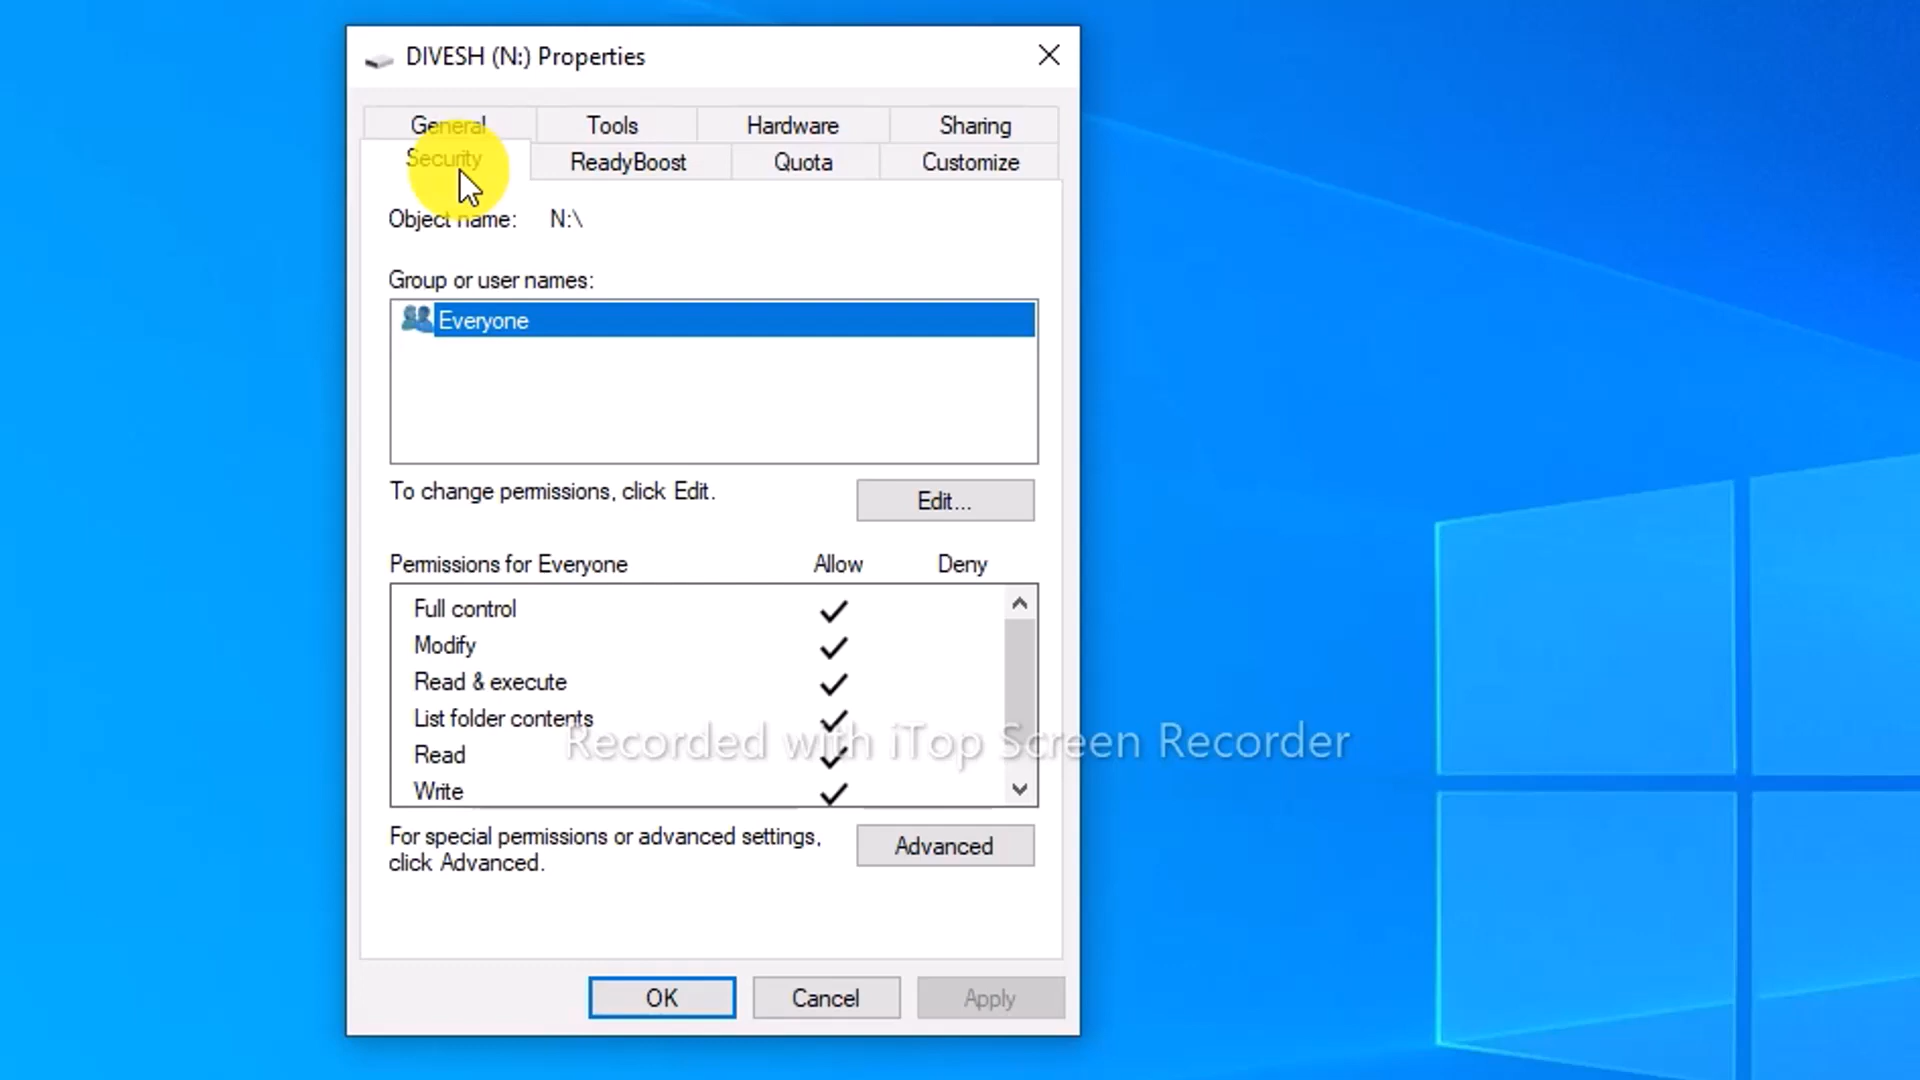 DIVESH (N:) Properties
General Tools Hardware Sharing
Security ReadyBoost Quota Customize
Object name: N:\
Group or user names:
Everyone
To change permissions, click Edit.
Edit...
Permissions for Everyone Allow Deny
Full control
Modify
Read & execute
List folder contents
Read
Recorded with iTop Screen Recorder
Write
For special permissions or advanced settings,
click Advanced.
Advanced
OK Cancel Apply